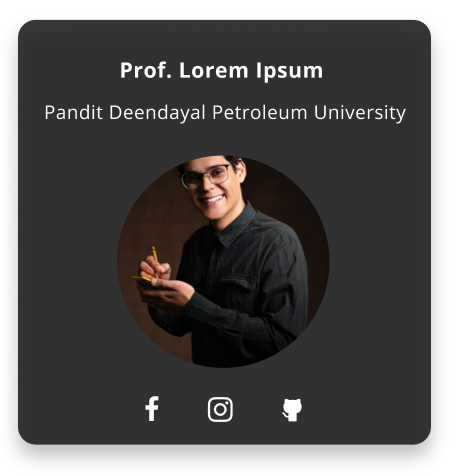 Prof. Lorem Ipsum
Pandit Deendayal Petroleum University